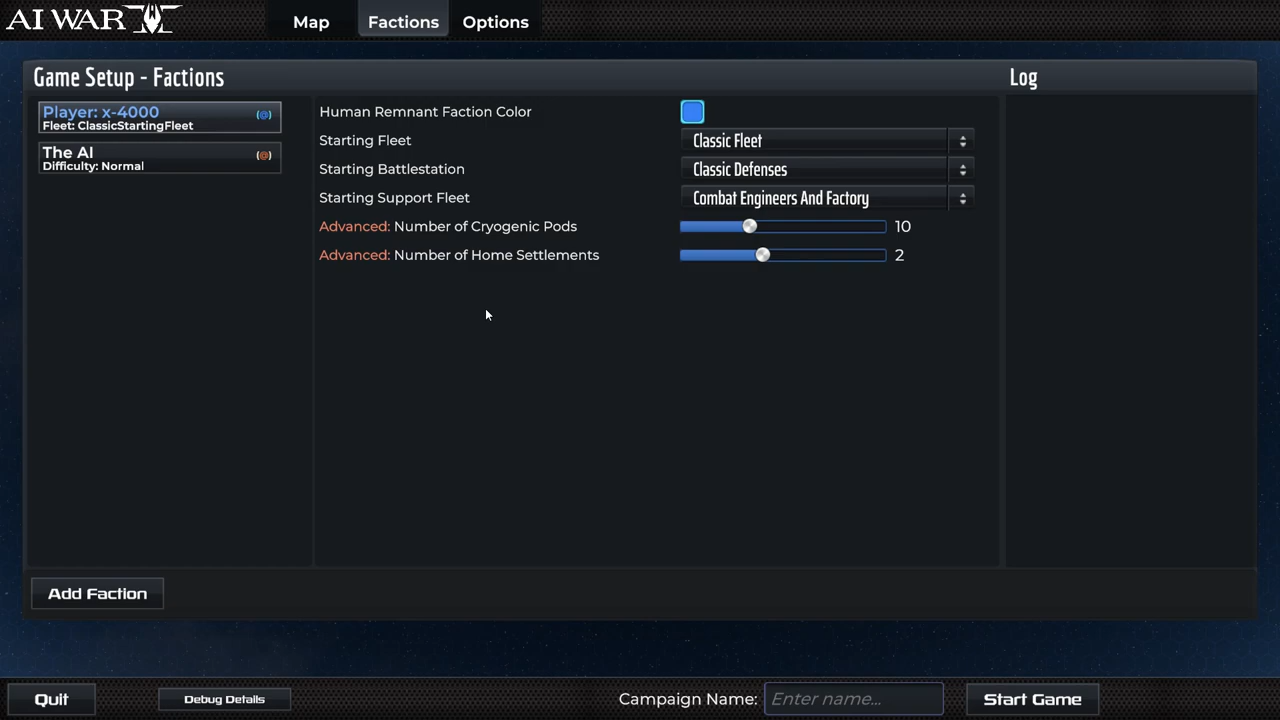 AI WAR
Map
Factions
Options
Game Setup - Factions
Log
Player: x-4000
(@)
Fleet: ClassicStartingFleet
The AI
(@)
Difficulty: Normal
Human Remnant Faction Color
Starting Fleet
Classic Fleet
Starting Battlestation
Classic Defenses
Starting Support Fleet
Combat Engineers And Factory
Advanced: Number of Cryogenic Pods
10
Advanced: Number of Home Settlements
2
Add Faction
Quit
Debug Details
Campaign Name:
Enter name...
Start Game